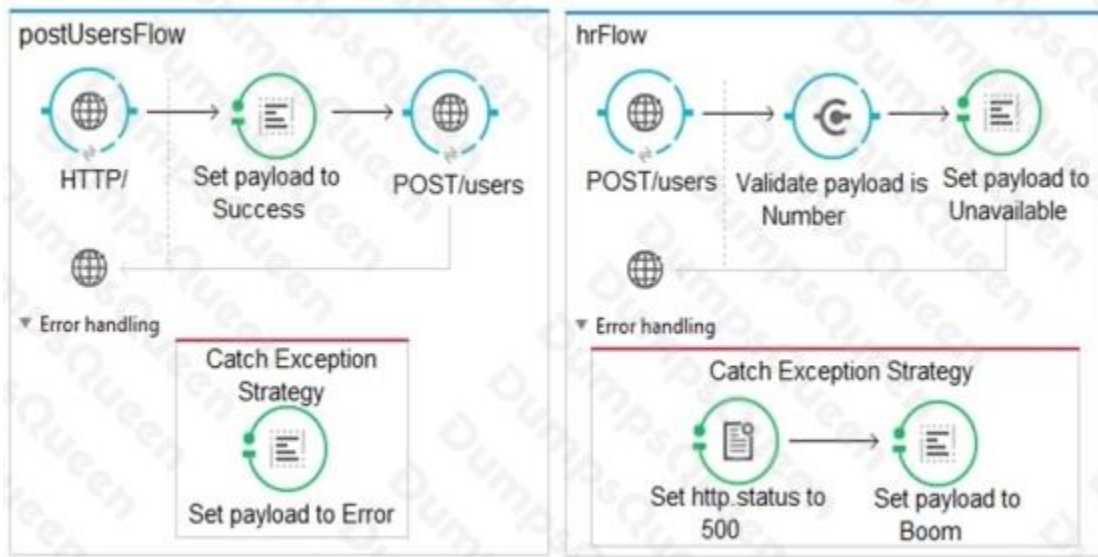 postUsersFlow
HTTP/
Set payload to
Success
POST/users
Error handling
Catch Exception
Strategy
Set payload to Error
hrFlow
POST/users
Validate payload is
Number
Set payload to
Unavailable
Error handling
Catch Exception Strategy
Set http.status to
500
Set payload to
Boom
DumpsQueen